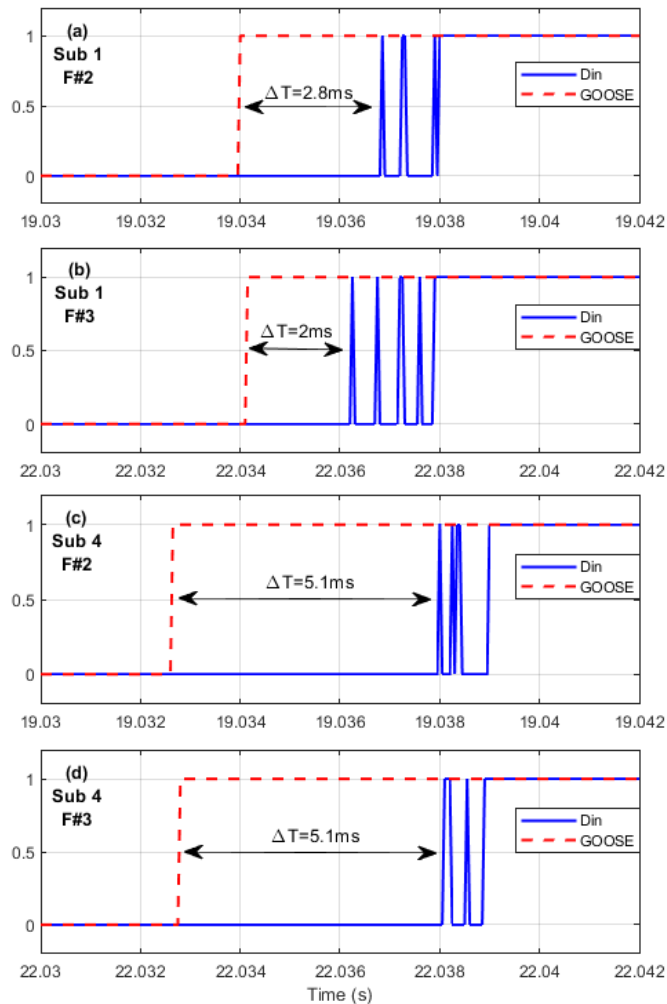 (a)
Sub 1
F#2
1
0.5
0
ΔT=2.8ms
Din
GOOSE
19.03 19.032 19.034 19.036 19.038 19.04 19.042
(b)
Sub 1
F#3
1
0.5
0
ΔT=2ms
Din
GOOSE
22.03 22.032 22.034 22.036 22.038 22.04 22.042
(c)
Sub 4
F#2
1
0.5
0
ΔT=5.1ms
Din
GOOSE
19.03 19.032 19.034 19.036 19.038 19.04 19.042
(d)
Sub 4
F#3
1
0.5
0
ΔT=5.1ms
Din
GOOSE
22.03 22.032 22.034 22.036 22.038 22.04 22.042
Time (s)